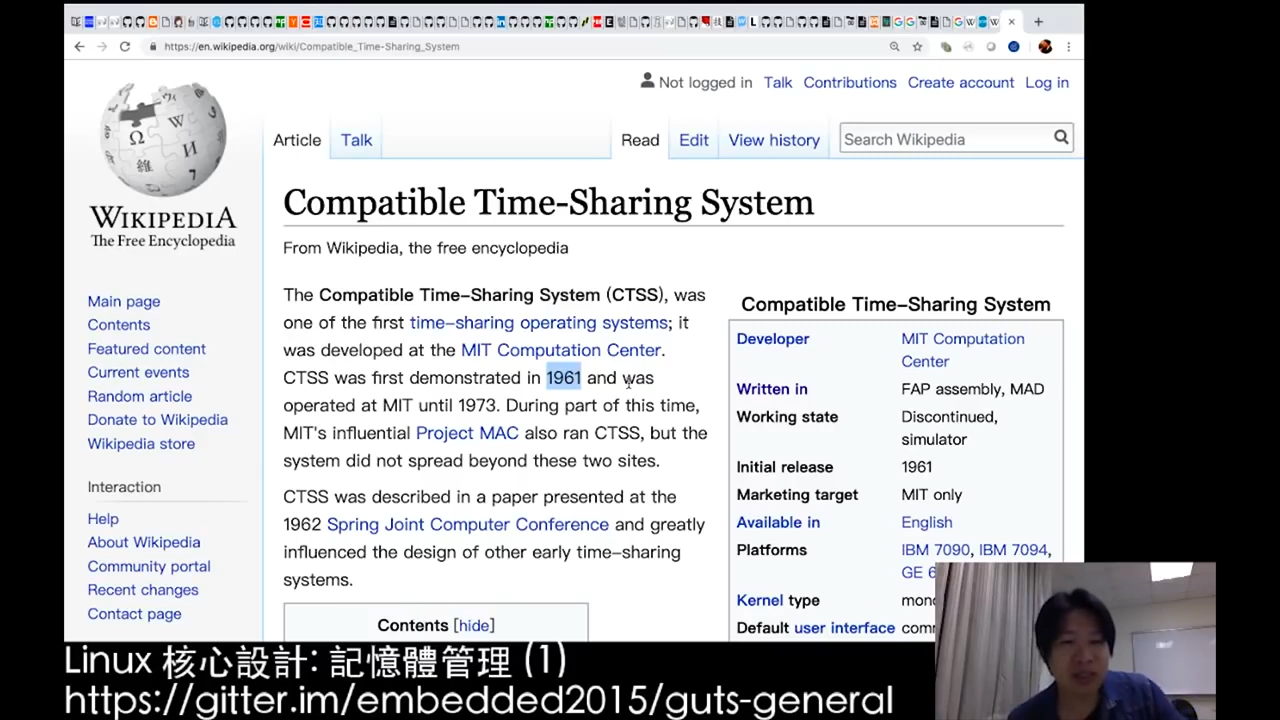 https://en.wikipedia.org/wiki/Compatible_Time-Sharing_System
Not logged in Talk Contributions Create account Log in
Article Talk Read Edit View history Search Wikipedia
WIKIPEDIA
The Free Encyclopedia
Main page
Contents
Featured content
Current events
Random article
Donate to Wikipedia
Wikipedia store
Interaction
Help
About Wikipedia
Community portal
Recent changes
Contact page
Compatible Time-Sharing System
From Wikipedia, the free encyclopedia
The Compatible Time-Sharing System (CTSS), was
one of the first time-sharing operating systems; it
was developed at the MIT Computation Center.
CTSS was first demonstrated in 1961 and was
operated at MIT until 1973. During part of this time,
MIT's influential Project MAC also ran CTSS, but the
system did not spread beyond these two sites.
CTSS was described in a paper presented at the
1962 Spring Joint Computer Conference and greatly
influenced the design of other early time-sharing
systems.
Contents [hide]
Compatible Time-Sharing System
Developer MIT Computation
Center
Written in FAP assembly, MAD
Working state Discontinued,
simulator
Initial release 1961
Marketing target MIT only
Available in English
Platforms IBM 7090, IBM 7094,
GE 6
Kernel type mono
Default user interface comm
Linux 核心設計: 記憶體管理 (1)
https://gitter.im/embedded2015/guts-general